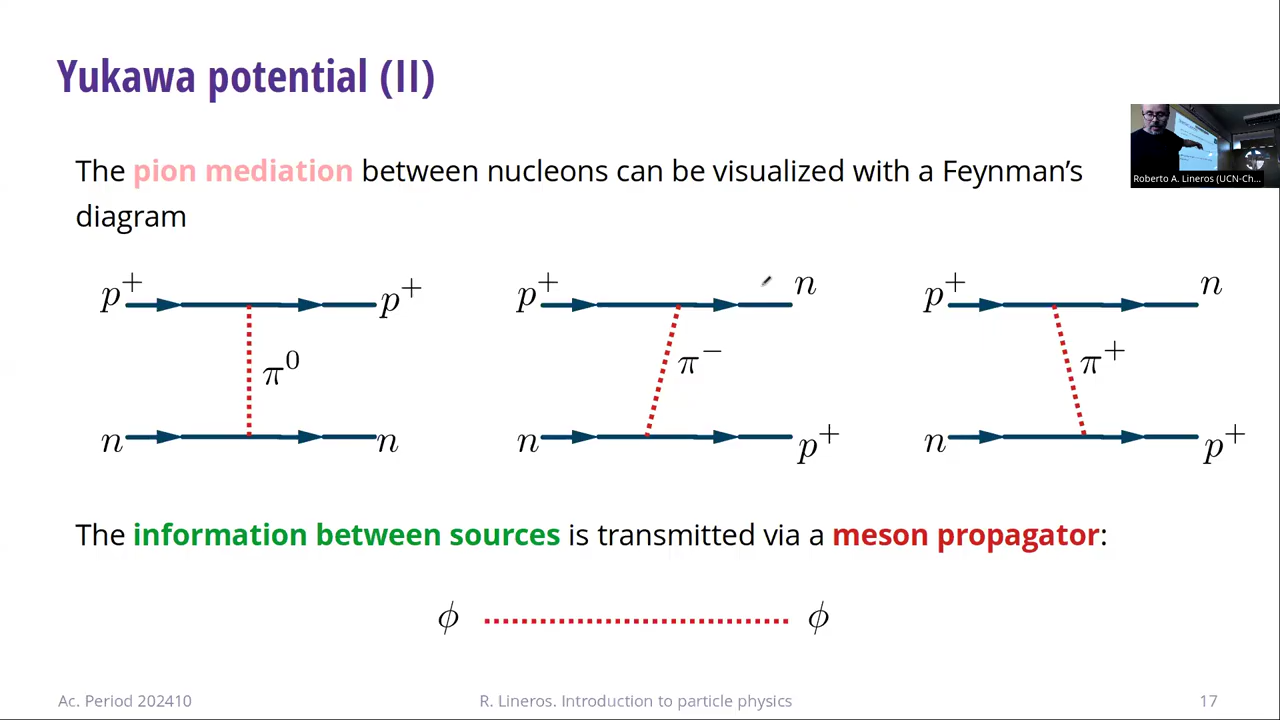 Yukawa potential (II)
The pion mediation between nucleons can be visualized with a Feynman’s
diagram
Roberto A. Lineros (UCN-Ch...
p⁺ p⁺ p⁺ n p⁺ n
π⁰ π⁻ π⁺
n n n p⁺ n p⁺
The information between sources is transmitted via a meson propagator:
ϕ ϕ
Ac. Period 202410 R. Lineros. Introduction to particle physics 17